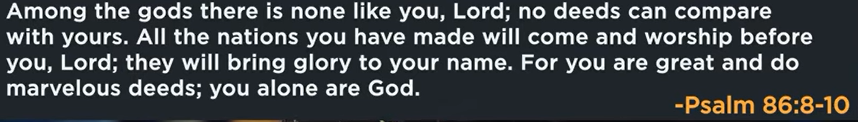 Among the gods there is none like you, Lord; no deeds can compare
with yours. All the nations you have made will come and worship before
you, Lord; they will bring glory to your name. For you are great and do
marvelous deeds; you alone are God.
-Psalm 86:8-10